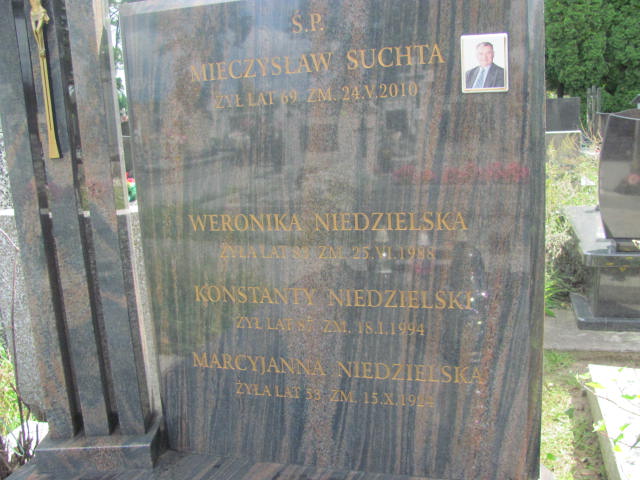 Ś.P.
MIECZYSŁAW SUCHTA
ŻYŁ LAT 69. ZM. 24.V.2010
WERONIKA NIEDZIELSKA
ŻYŁA LAT ZM. 25.VI.1988
KONSTANTY NIEDZIELSKI
ŻYŁ LAT 87. ZM. 18.I.1994
MARCYJANNA NIEDZIELSKA
ŻYŁA LAT 53. ZM.